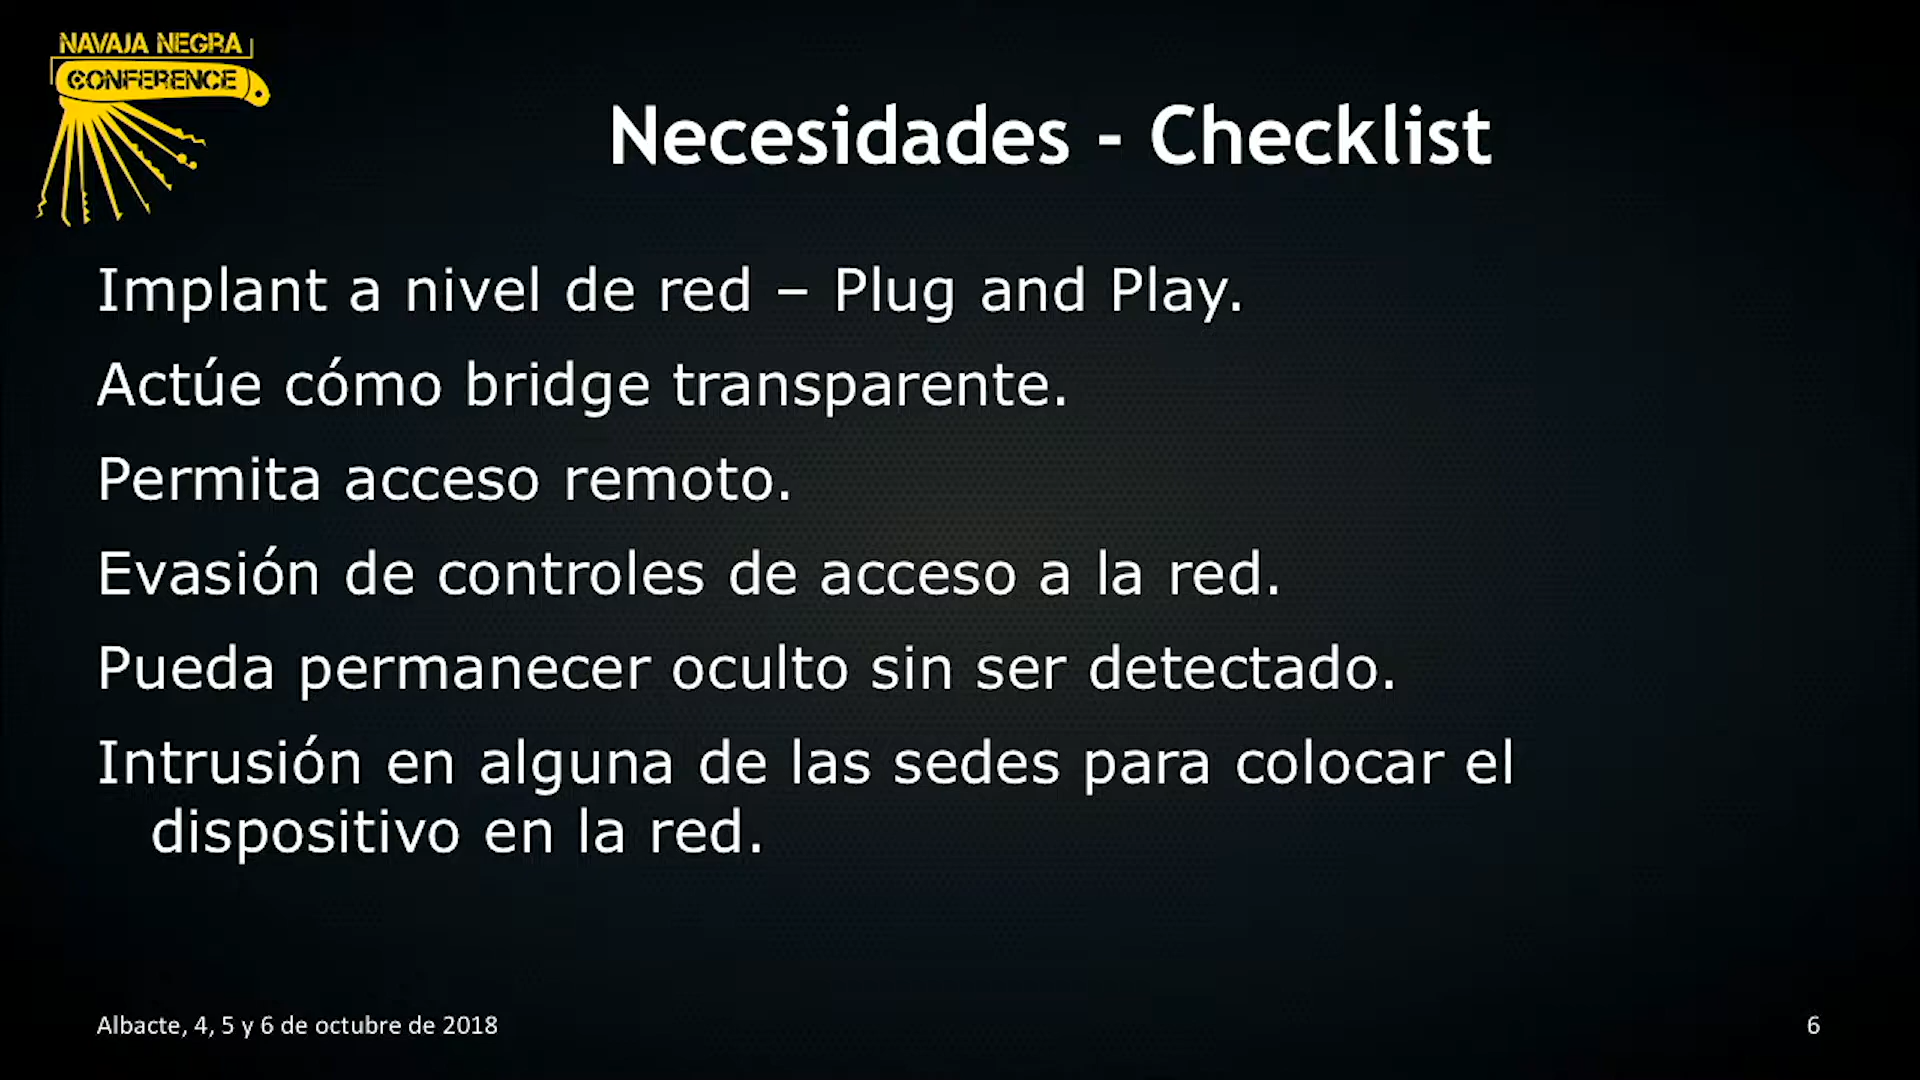 NAVAJA NEGRA
CONFERENCE
Necesidades - Checklist
Implant a nivel de red – Plug and Play.
Actúe cómo bridge transparente.
Permita acceso remoto.
Evasión de controles de acceso a la red.
Pueda permanecer oculto sin ser detectado.
Intrusión en alguna de las sedes para colocar el
dispositivo en la red.
Albacte, 4, 5 y 6 de octubre de 2018
6